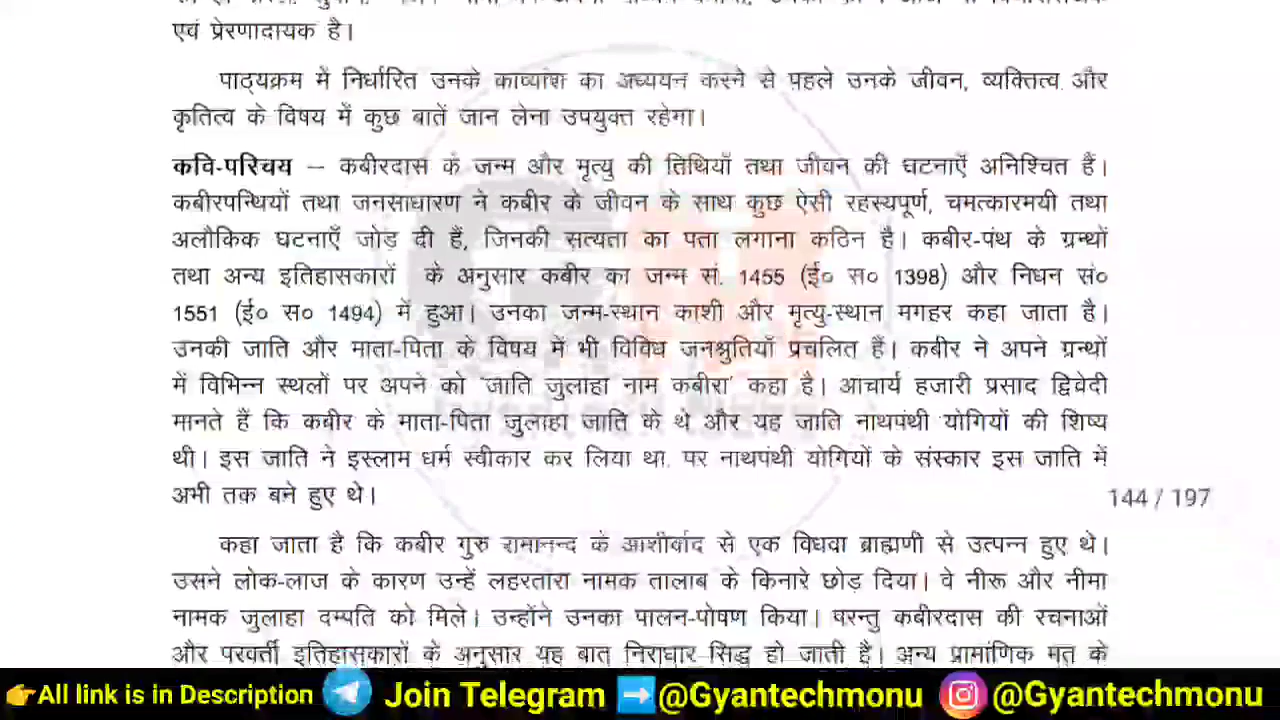 एवं प्रेरणादायक है।
पाठ्यक्रम में निर्धारित उनके काव्यांश का अध्ययन करने से पहले उनके जीवन, व्यक्तित्व और
कृतित्व के विषय में कुछ बातें जान लेना उपयुक्त रहेगा।
कवि-परिचय – कबीरदास के जन्म और मृत्यु की तिथियाँ तथा जीवन की घटनाएँ अनिश्चित हैं।
कबीरपन्थियों तथा जनसाधारण ने कबीर के जीवन के साथ कुछ ऐसी रहस्यपूर्ण, चमत्कारमयी तथा
अलौकिक घटनाएँ जोड़ दी हैं, जिनकी सत्यता का पता लगाना कठिन है। कबीर-पंथ के ग्रन्थों
तथा अन्य इतिहासकारों के अनुसार कबीर का जन्म सं. 1455 (ई० स० 1398) और निधन सं०
1551 (ई० स० 1494) में हुआ। उनका जन्म-स्थान काशी और मृत्यु-स्थान मगहर कहा जाता है।
उनकी जाति और माता-पिता के विषय में भी विविध जनश्रुतियाँ प्रचलित हैं। कबीर ने अपने ग्रन्थों
में विभिन्न स्थलों पर अपने को 'जाति जुलाहा नाम कबीरा' कहा है। आचार्य हजारी प्रसाद द्विवेदी
मानते हैं कि कबीर के माता-पिता जुलाहा जाति के थे और यह जाति नाथपंथी योगियों की शिष्य
थी। इस जाति ने इस्लाम धर्म स्वीकार कर लिया था, पर नाथपंथी योगियों के संस्कार इस जाति में
अभी तक बने हुए थे।
144 / 197
कहा जाता है कि कबीर गुरु रामानन्द के आशीर्वाद से एक विधवा ब्राह्मणी से उत्पन्न हुए थे।
उसने लोक-लाज के कारण उन्हें लहरतारा नामक तालाब के किनारे छोड़ दिया। वे नीरू और नीमा
नामक जुलाहा दम्पति को मिले। उन्होंने उनका पालन-पोषण किया। परन्तु कबीरदास की रचनाओं
और परवर्ती इतिहासकारों के अनुसार यह बात निराधार सिद्ध हो जाती है। अन्य प्रामाणिक मत के
👉All link is in Description Join Telegram ➡️@Gyantechmonu @Gyantechmonu